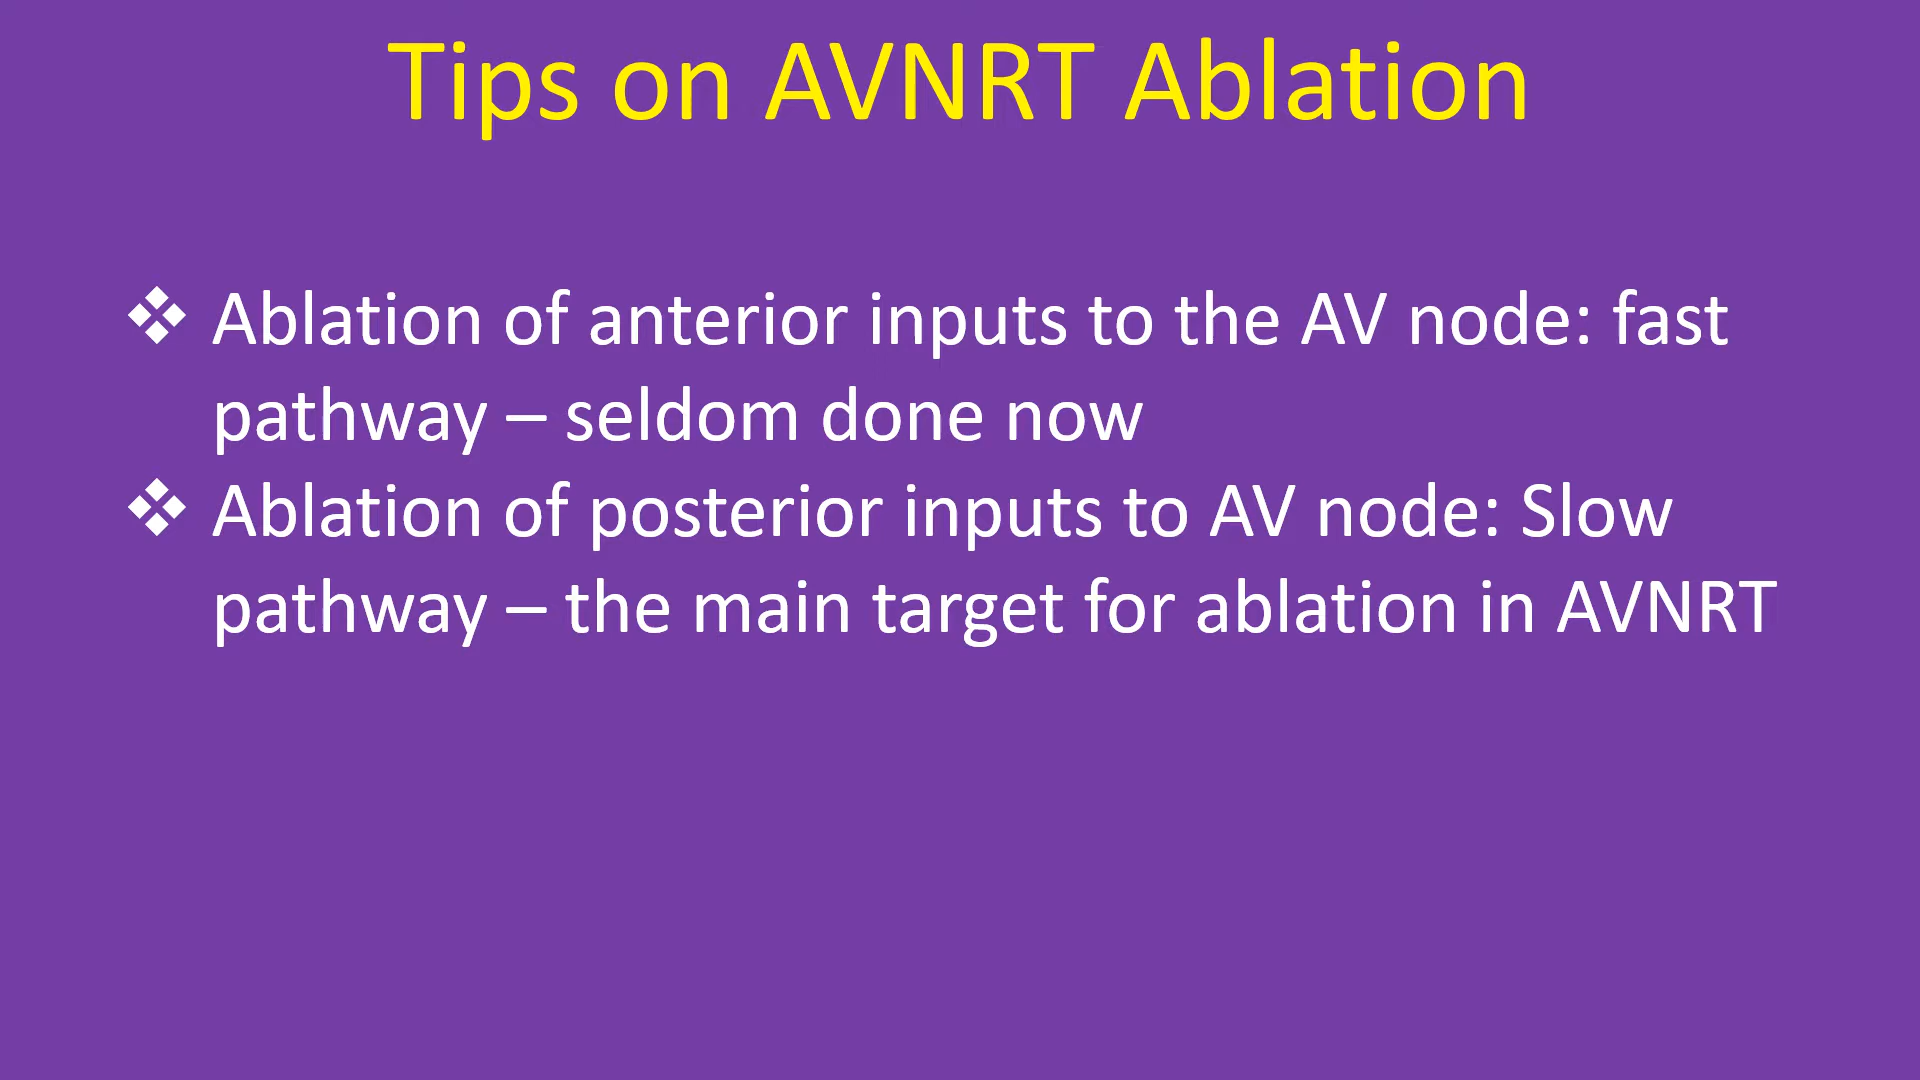 Tips on AVNRT Ablation
❖ Ablation of anterior inputs to the AV node: fast
pathway – seldom done now
❖ Ablation of posterior inputs to AV node: Slow
pathway – the main target for ablation in AVNRT